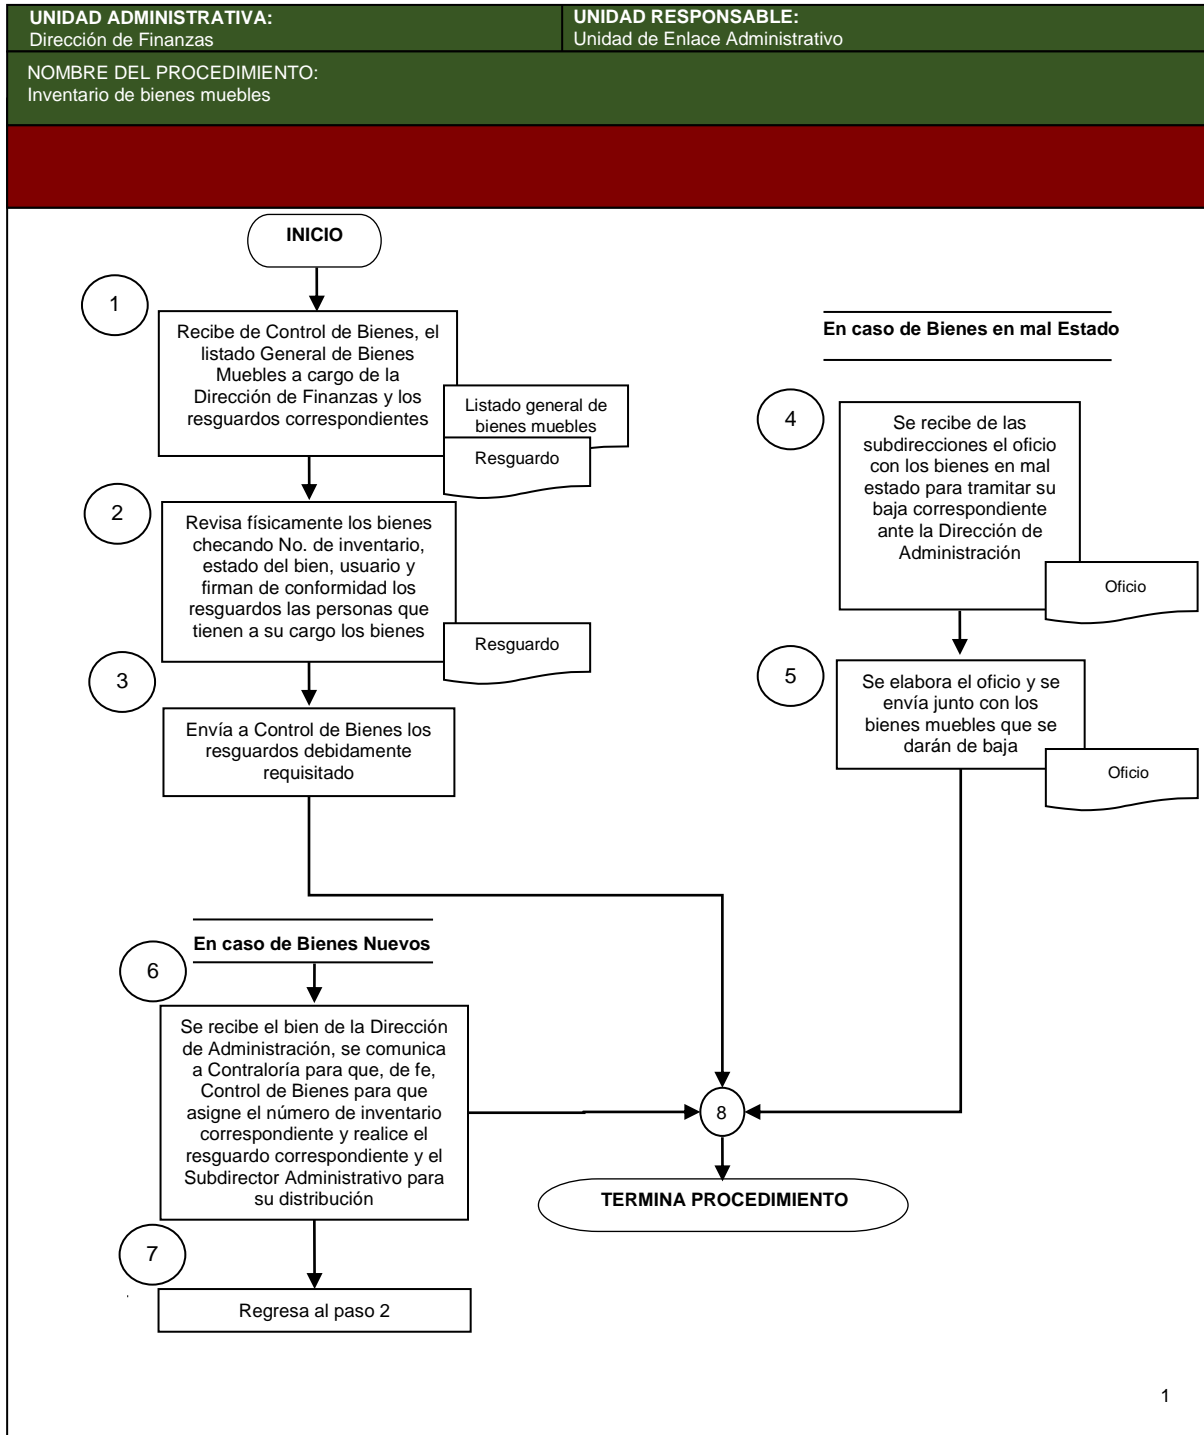 UNIDAD ADMINISTRATIVA:
Dirección de Finanzas
UNIDAD RESPONSABLE:
Unidad de Enlace Administrativo
NOMBRE DEL PROCEDIMIENTO:
Inventario de bienes muebles
INICIO
1
Recibe de Control de Bienes, el
listado General de Bienes
Muebles a cargo de la
Dirección de Finanzas y los
resguardos correspondientes
Listado general de
bienes muebles
Resguardo
2
Revisa físicamente los bienes
checando No. de inventario,
estado del bien, usuario y
firman de conformidad los
resguardos las personas que
tienen a su cargo los bienes
Resguardo
3
Envía a Control de Bienes los
resguardos debidamente
requisitado
En caso de Bienes en mal Estado
4
Se recibe de las
subdirecciones el oficio
con los bienes en mal
estado para tramitar su
baja correspondiente
ante la Dirección de
Administración
Oficio
5
Se elabora el oficio y se
envía junto con los
bienes muebles que se
darán de baja
Oficio
En caso de Bienes Nuevos
6
Se recibe el bien de la Dirección
de Administración, se comunica
a Contraloría para que, de fe,
Control de Bienes para que
asigne el número de inventario
correspondiente y realice el
resguardo correspondiente y el
Subdirector Administrativo para
su distribución
8
TERMINA PROCEDIMIENTO
7
Regresa al paso 2
1